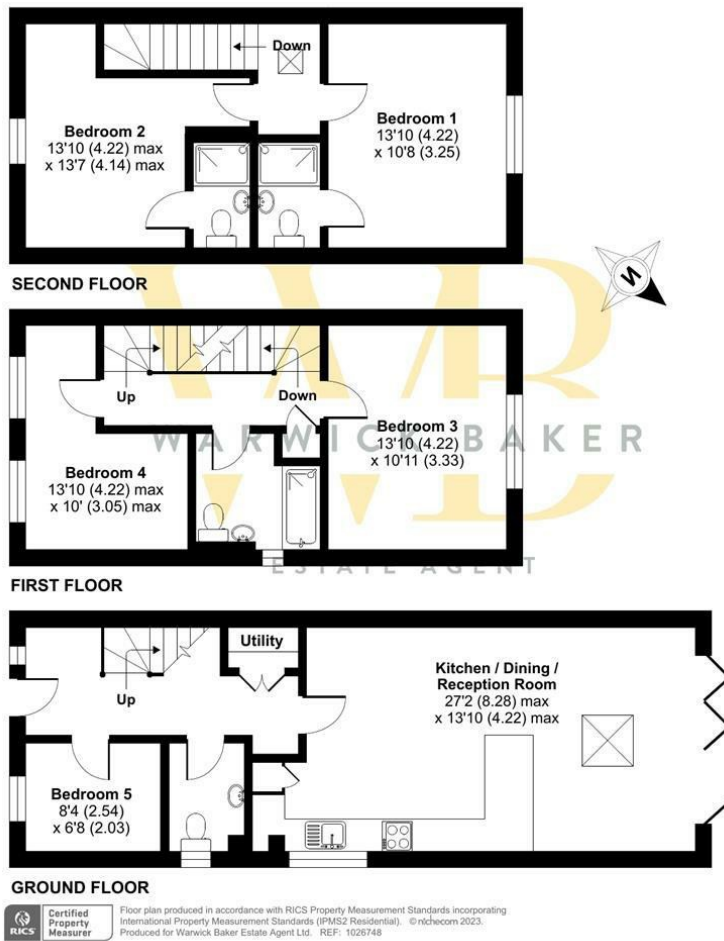 Down
Bedroom 2
13'10 (4.22) max
x 13'7 (4.14) max
Bedroom 1
13'10 (4.22)
x 10'8 (3.25)
SECOND FLOOR
N
Up
Down
Bedroom 3
13'10 (4.22)
x 10'11 (3.33)
Bedroom 4
13'10 (4.22) max
x 10' (3.05) max
WB
WARWICK BAKER
ESTATE AGENT
FIRST FLOOR
Utility
Up
Kitchen / Dining /
Reception Room
27'2 (8.28) max
x 13'10 (4.22) max
Bedroom 5
8'4 (2.54)
x 6'8 (2.03)
GROUND FLOOR
RICS
Certified
Property
Measurer
Floor plan produced in accordance with RICS Property Measurement Standards incorporating
International Property Measurement Standards (IPMS2 Residential). © nichecom 2023.
Produced for Warwick Baker Estate Agent Ltd. REF: 1026748